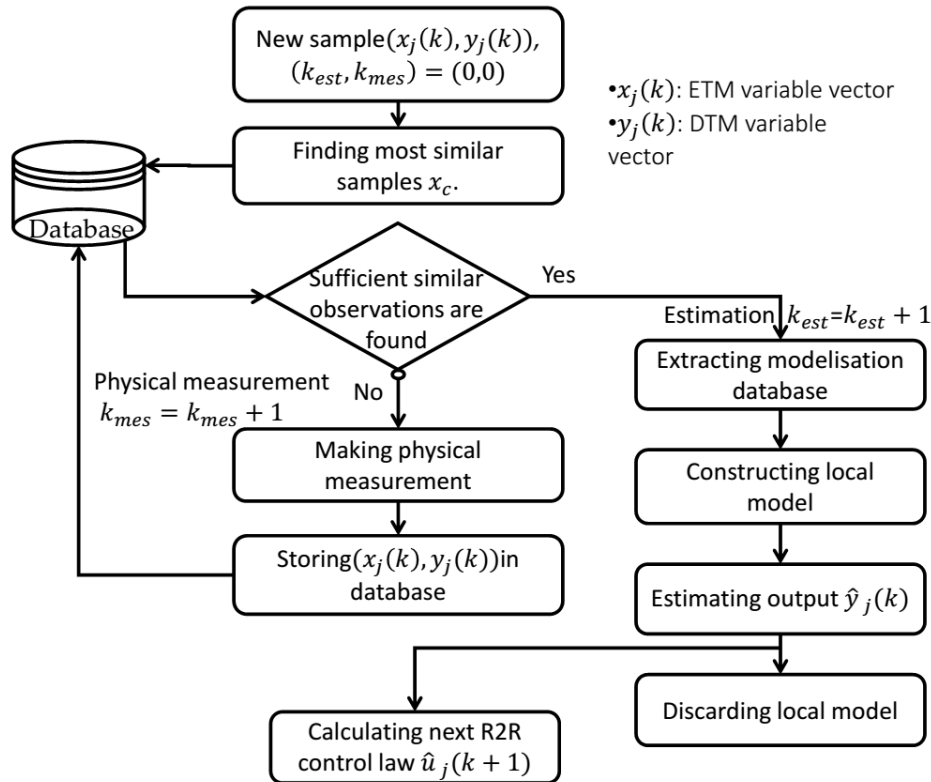 New sample(x_j(k), y_j(k)),
(k_est, k_mes) = (0,0)
•x_j(k): ETM variable vector
•y_j(k): DTM variable
vector
Finding most similar
samples x_c.
Database
Sufficient similar
observations are
found
Yes
Estimation k_est=k_est + 1
Extracting modelisation
database
Physical measurement
k_mes = k_mes + 1
No
Making physical
measurement
Constructing local
model
Storing(x_j(k), y_j(k))in
database
Estimating output ŷ_j(k)
Discarding local model
Calculating next R2R
control law û_j(k + 1)